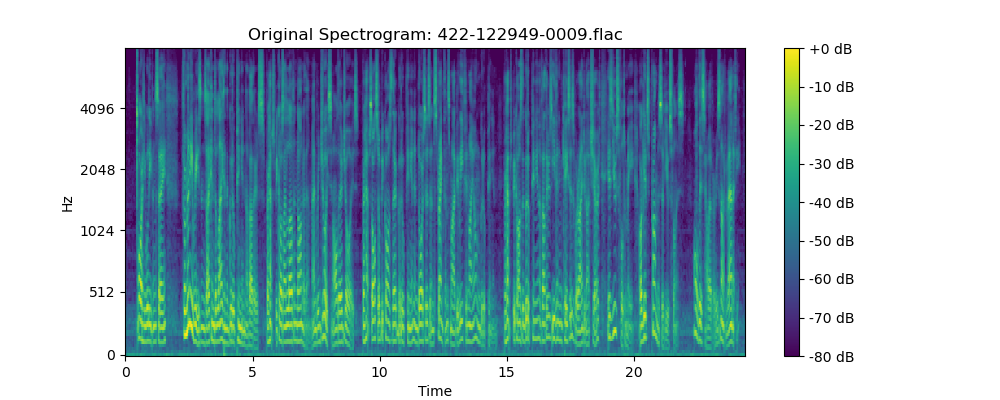 Original Spectrogram: 422-122949-0009.flac
Hz
4096
2048
1024
512
0
0
5
10
15
20
Time
+0 dB
-10 dB
-20 dB
-30 dB
-40 dB
-50 dB
-60 dB
-70 dB
-80 dB